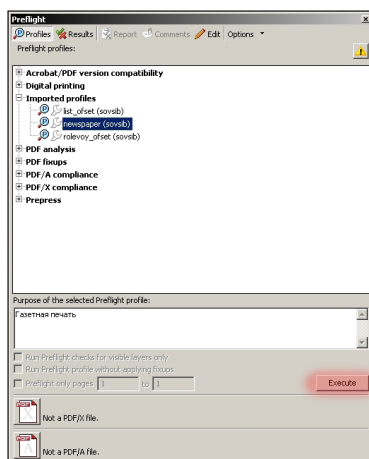 Preflight
Profiles Results Report Comments Edit Options
Preflight profiles:
Acrobat/PDF version compatibility
Digital printing
Imported profiles
list_ofset (sovsib)
newspaper (sovsib)
rolevoy_ofset (sovsib)
PDF analysis
PDF fixups
PDF/A compliance
PDF/X compliance
Prepress
Purpose of the selected Preflight profile:
Газетная печать
Run Preflight checks for visible layers only
Run Preflight profile without applying fixups
Preflight only pages 1 to 1
Execute
Not a PDF/X file.
Not a PDF/A file.